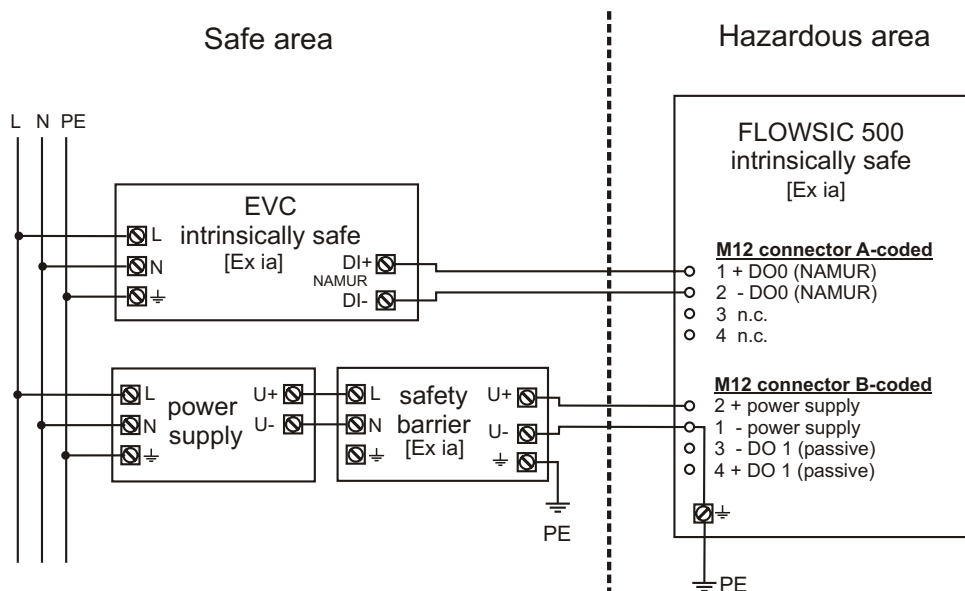 Safe area
Hazardous area
L N PE
EVC
intrinsically safe
[Ex ia]
L
N
DI+
NAMUR
DI-
FLOWSIC 500
intrinsically safe
[Ex ia]
M12 connector A-coded
1 + DO0 (NAMUR)
2 - DO0 (NAMUR)
3 n.c.
4 n.c.
L
N
power
supply
U+
U-
L
N
safety
barrier
[Ex ia]
U+
U-
PE
M12 connector B-coded
2 + power supply
1 - power supply
3 - DO 1 (passive)
4 + DO 1 (passive)
PE